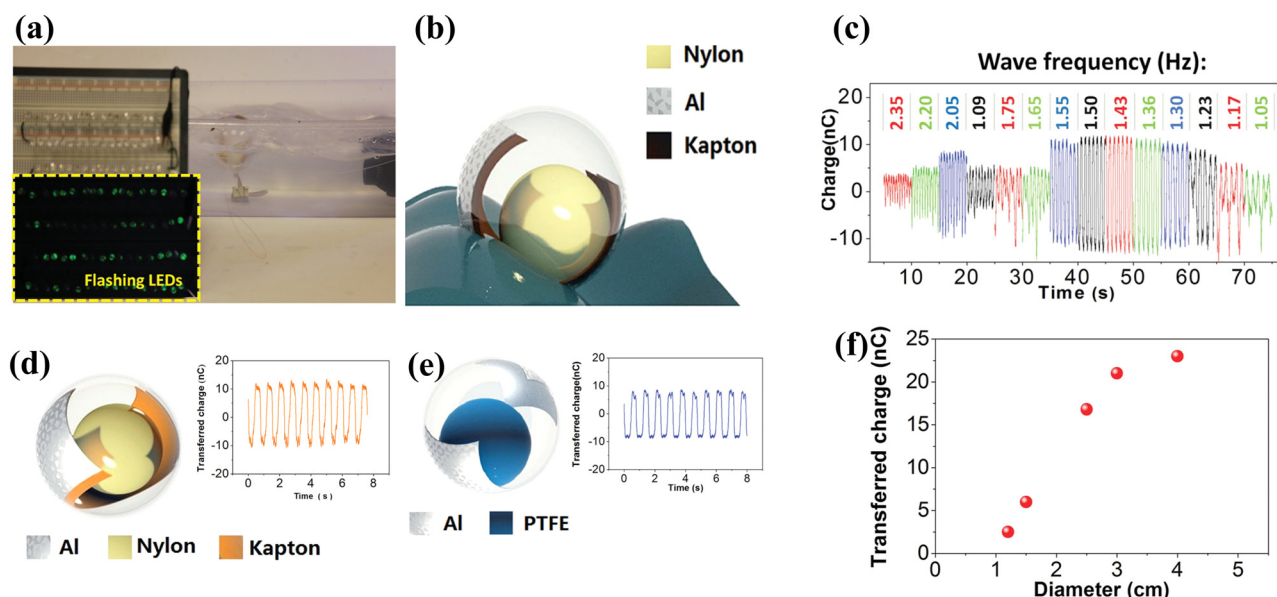 (a)
Flashing LEDs
(b)
Nylon
Al
Kapton
(c)
Wave frequency (Hz):
2.35 2.20 2.05 1.09 1.75 1.65 1.55 1.50 1.43 1.36 1.30 1.23 1.17 1.05
Charge(nC)
20
10
0
-10
10 20 30 40 50 60 70
Time (s)
(d)
Transferred charge (nC)
20
10
0
-10
-20
0 2 4 6 8
Time (s)
Al Nylon Kapton
(e)
Transferred charge(nC)
20
10
0
-10
-20
0 2 4 6 8
Time (s)
Al PTFE
(f)
Transferred charge (nC)
25
20
15
10
5
0
0 1 2 3 4 5
Diameter (cm)